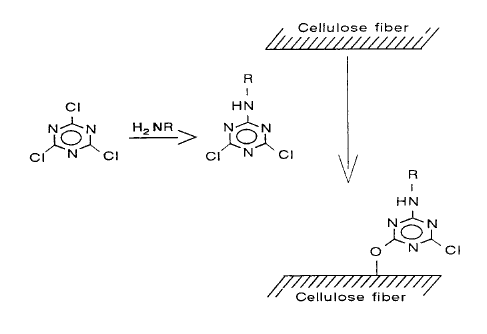 Cellulose fiber
R
HN
Cl
N N
N
Cl Cl
H2NR
N N
N
Cl Cl
R
HN
N N
N
O Cl
Cellulose fiber